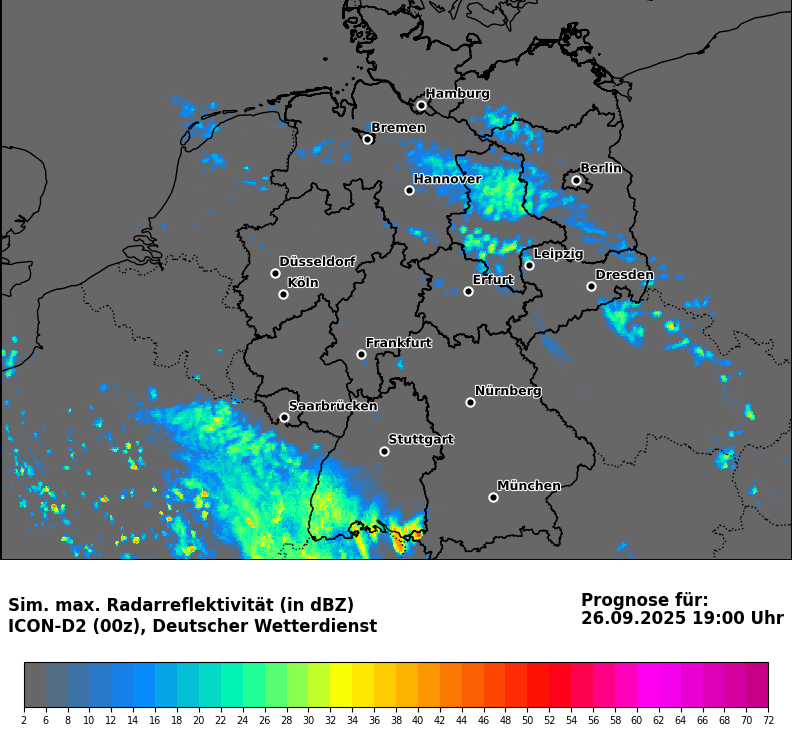 Hamburg
Bremen
Berlin
Hannover
Düsseldorf
Leipzig
Köln
Erfurt
Dresden
Frankfurt
Nürnberg
Saarbrücken
Stuttgart
München
Sim. max. Radarreflektivität (in dBZ)
ICON-D2 (00z), Deutscher Wetterdienst
Prognose für:
26.09.2025 19:00 Uhr
2 6 8 10 12 14 16 18 20 22 24 26 28 30 32 34 36 38 40 42 44 46 48 50 52 54 56 58 60 62 64 66 68 70 72